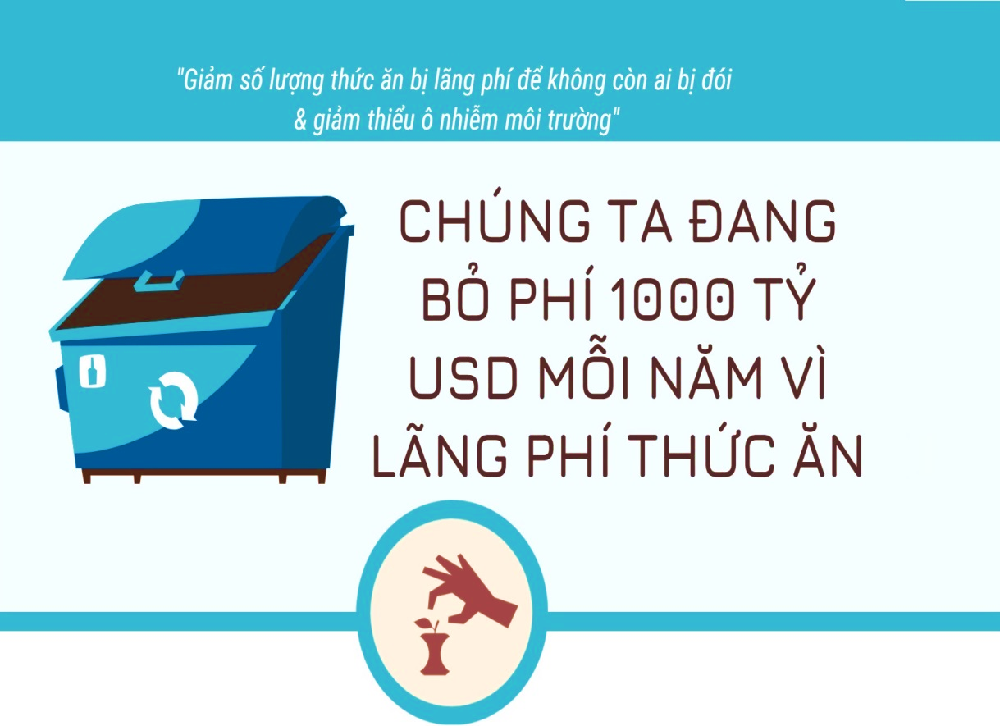 "Giảm số lượng thức ăn bị lãng phí để không còn ai bị đói
& giảm thiểu ô nhiễm môi trường"
CHÚNG TA ĐANG
BỎ PHÍ 1000 TỶ
USD MỖI NĂM VÌ
LÃNG PHÍ THỨC ĂN